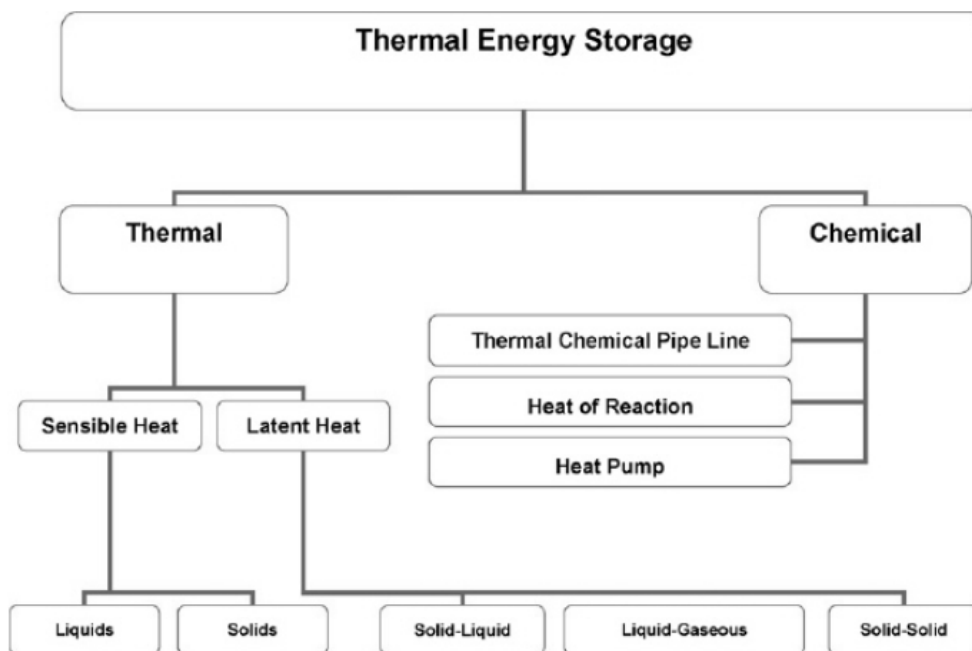 Thermal Energy Storage
Thermal
Chemical
Thermal Chemical Pipe Line
Heat of Reaction
Heat Pump
Sensible Heat
Latent Heat
Liquids
Solids
Solid-Liquid
Liquid-Gaseous
Solid-Solid